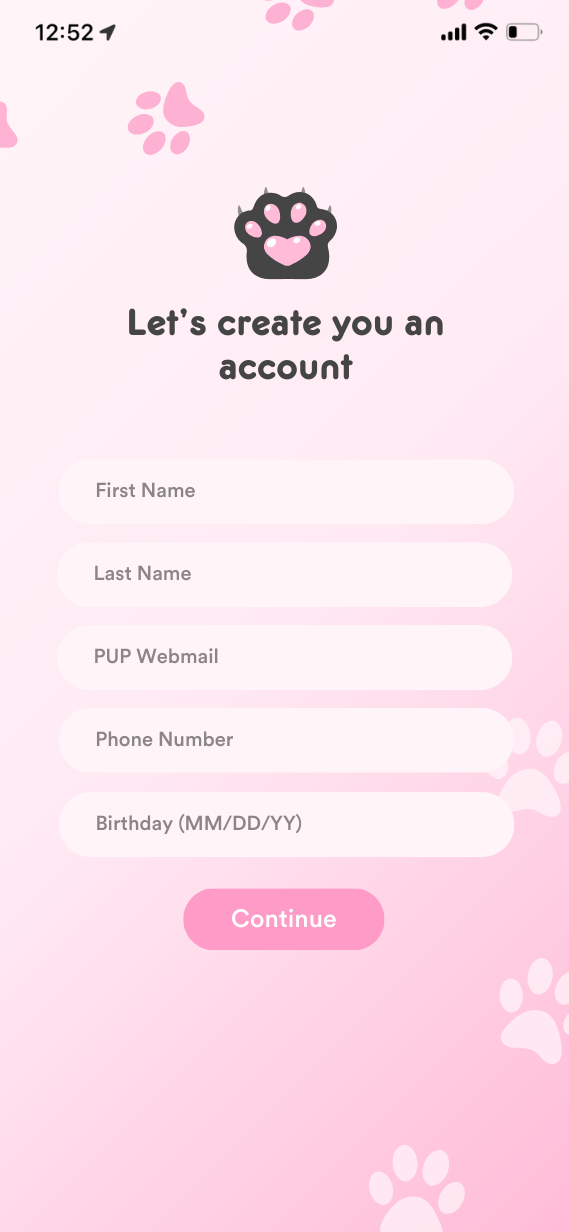 12:52
Let's create you an
account
First Name
Last Name
PUP Webmail
Phone Number
Birthday (MM/DD/YY)
Continue